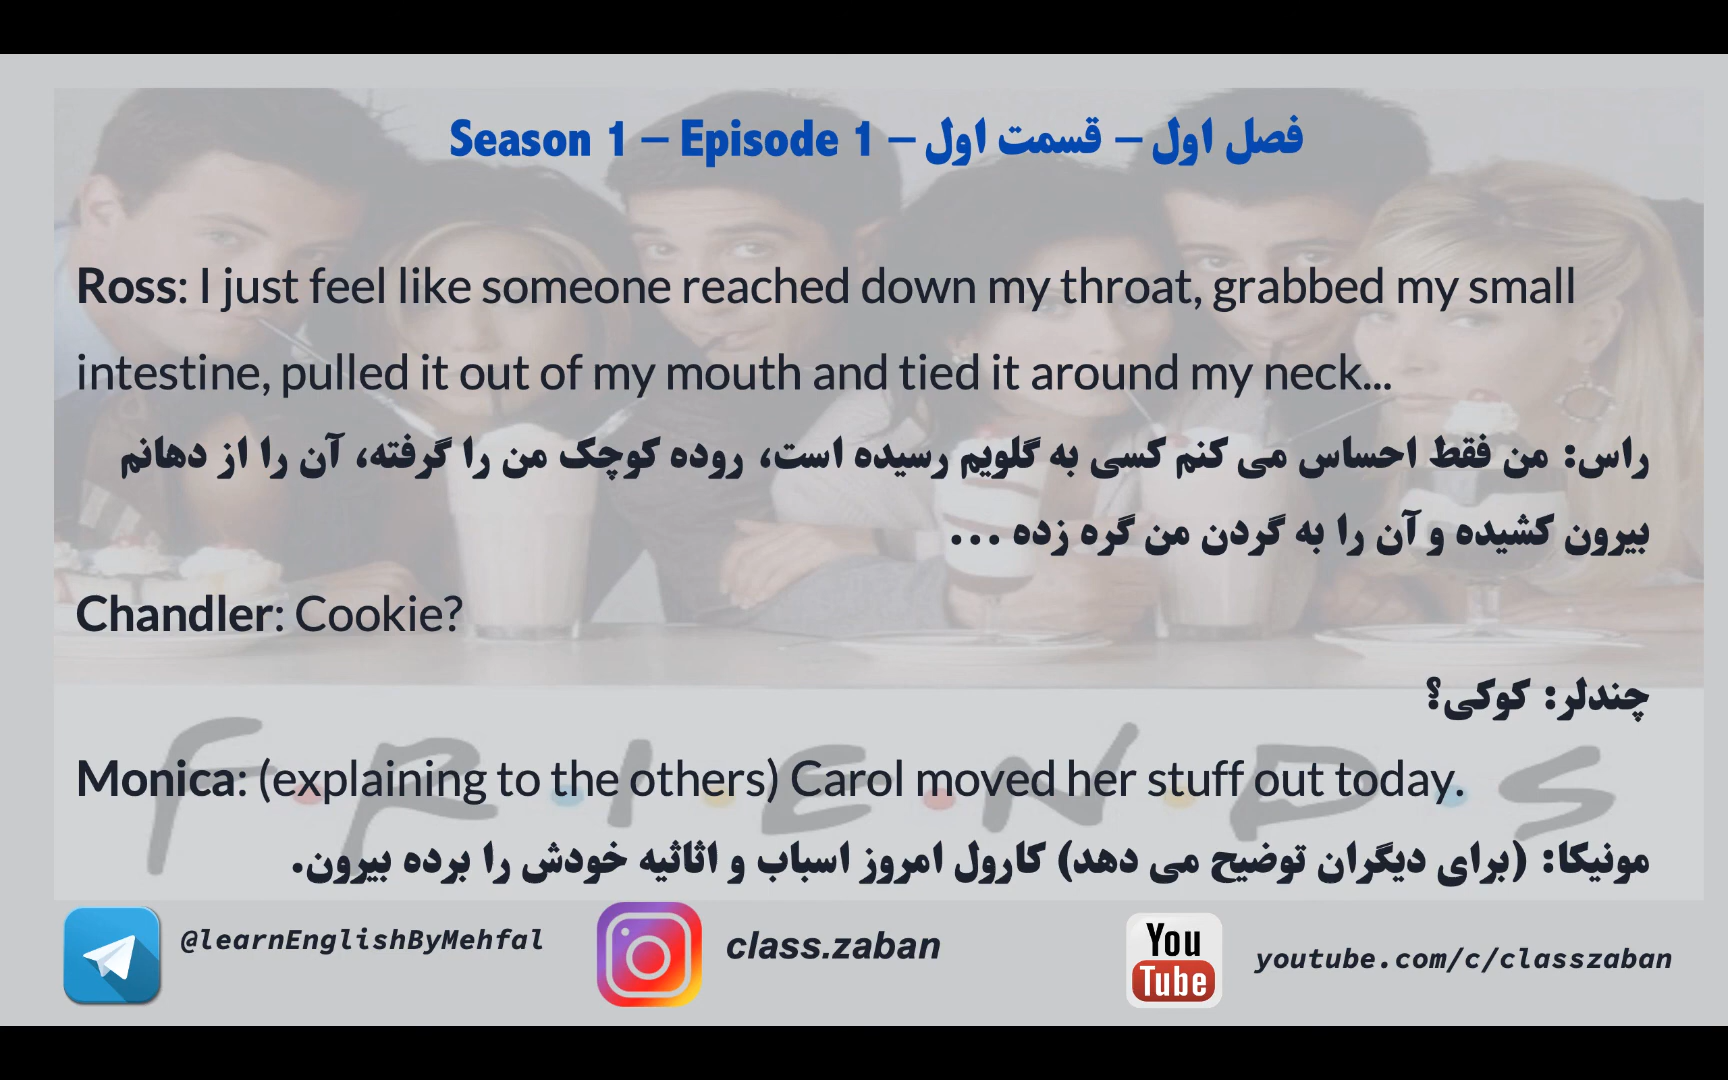 Season 1 – Episode 1 – فصل اول – قسمت اول
Ross: I just feel like someone reached down my throat, grabbed my small
intestine, pulled it out of my mouth and tied it around my neck...
راس: من فقط احساس می کنم کسی به گلویم رسیده است، روده کوچک من را گرفته، آن را از دهانم
بیرون کشیده و آن را به گردن من گره زده ...
Chandler: Cookie?
چندلر: کوکی؟
Monica: (explaining to the others) Carol moved her stuff out today.
مونیکا: (برای دیگران توضیح می دهد) کارول امروز اسباب و اثاثیه خودش را برده بیرون.
F.R.I.E.N.D.S
@learnEnglishByMehfal
class.zaban
You
Tube
youtube.com/c/classzaban